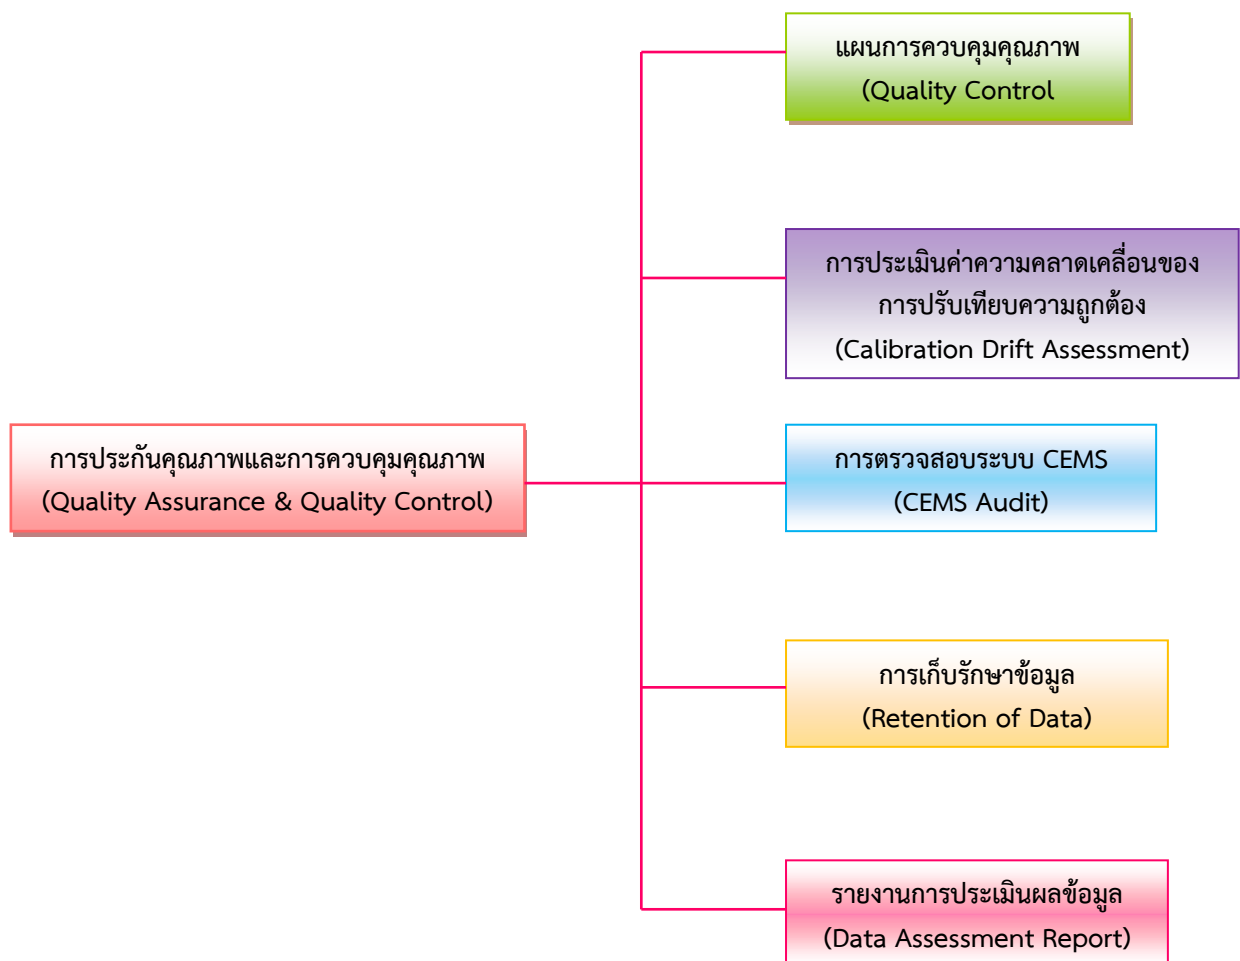 แผนการควบคุมคุณภาพ
(Quality Control
การประเมินค่าความคลาดเคลื่อนของ
การปรับเทียบความถูกต้อง
(Calibration Drift Assessment)
การประกันคุณภาพและการควบคุมคุณภาพ
(Quality Assurance & Quality Control)
การตรวจสอบระบบ CEMS
(CEMS Audit)
การเก็บรักษาข้อมูล
(Retention of Data)
รายงานการประเมินผลข้อมูล
(Data Assessment Report)